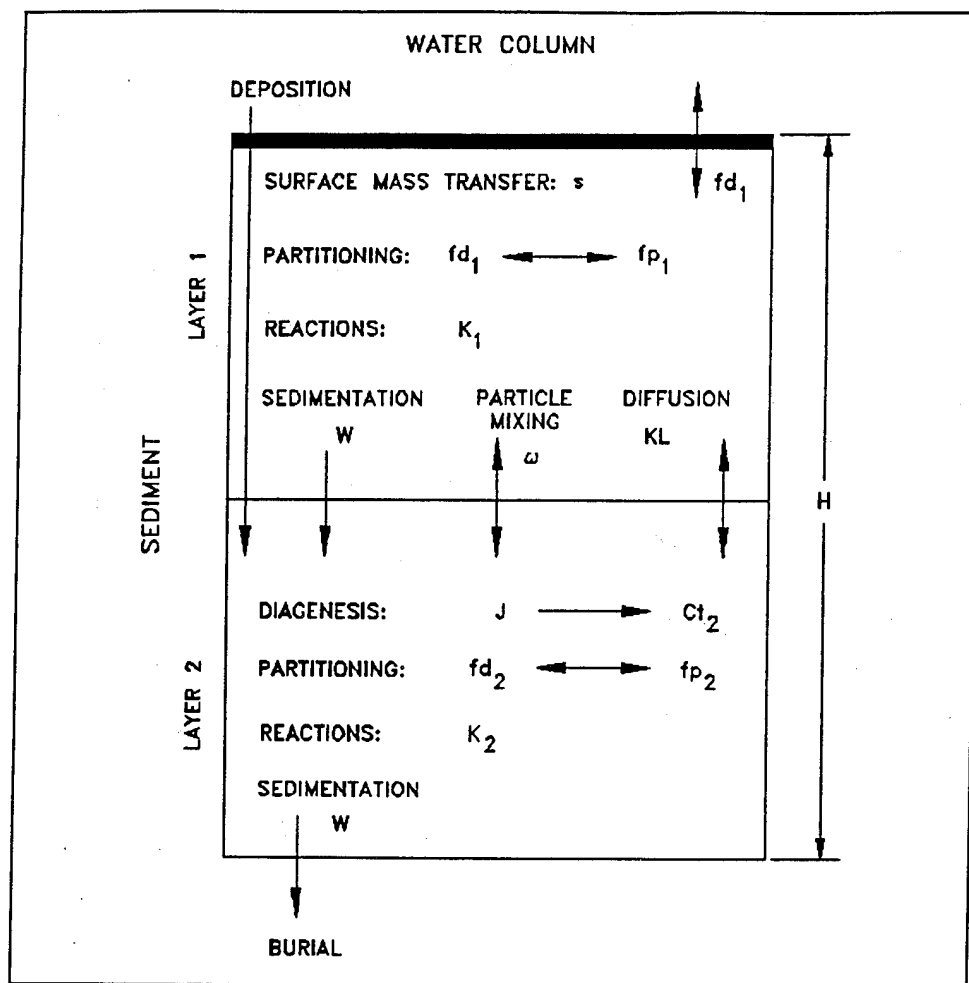 WATER COLUMN
DEPOSITION
SURFACE MASS TRANSFER: s fd₁
PARTITIONING: fd₁ fp₁
LAYER 1
REACTIONS: K₁
SEDIMENTATION PARTICLE DIFFUSION
MIXING
W ω KL
SEDIMENT
H
DIAGENESIS: J Ct₂
PARTITIONING: fd₂ fp₂
LAYER 2
REACTIONS: K₂
SEDIMENTATION
W
BURIAL